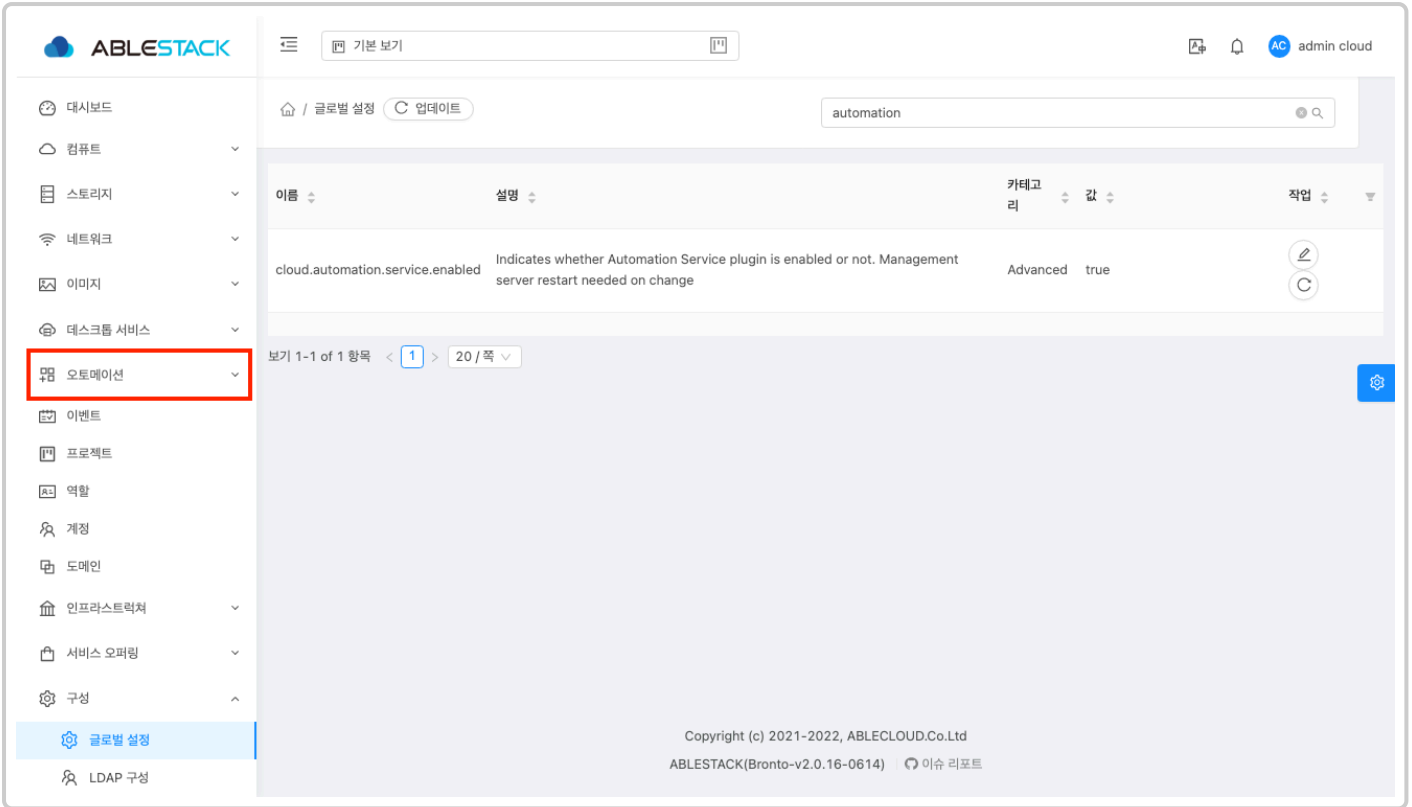 ABLESTACK
기본 보기
AC admin cloud
대시보드
컴퓨트
스토리지
네트워크
이미지
데스크톱 서비스
오토메이션
이벤트
프로젝트
역할
계정
도메인
인프라스트럭쳐
서비스 오퍼링
구성
글로벌 설정
LDAP 구성
/ 글로벌 설정 업데이트
automation
이름 설명 카테고리 값 작업
cloud.automation.service.enabled
Indicates whether Automation Service plugin is enabled or not. Management
server restart needed on change
Advanced true
보기 1-1 of 1 항목 < 1 > 20 / 쪽
Copyright (c) 2021-2022, ABLECLOUD.Co.Ltd
ABLESTACK(Bronto-v2.0.16-0614) 이슈 리포트